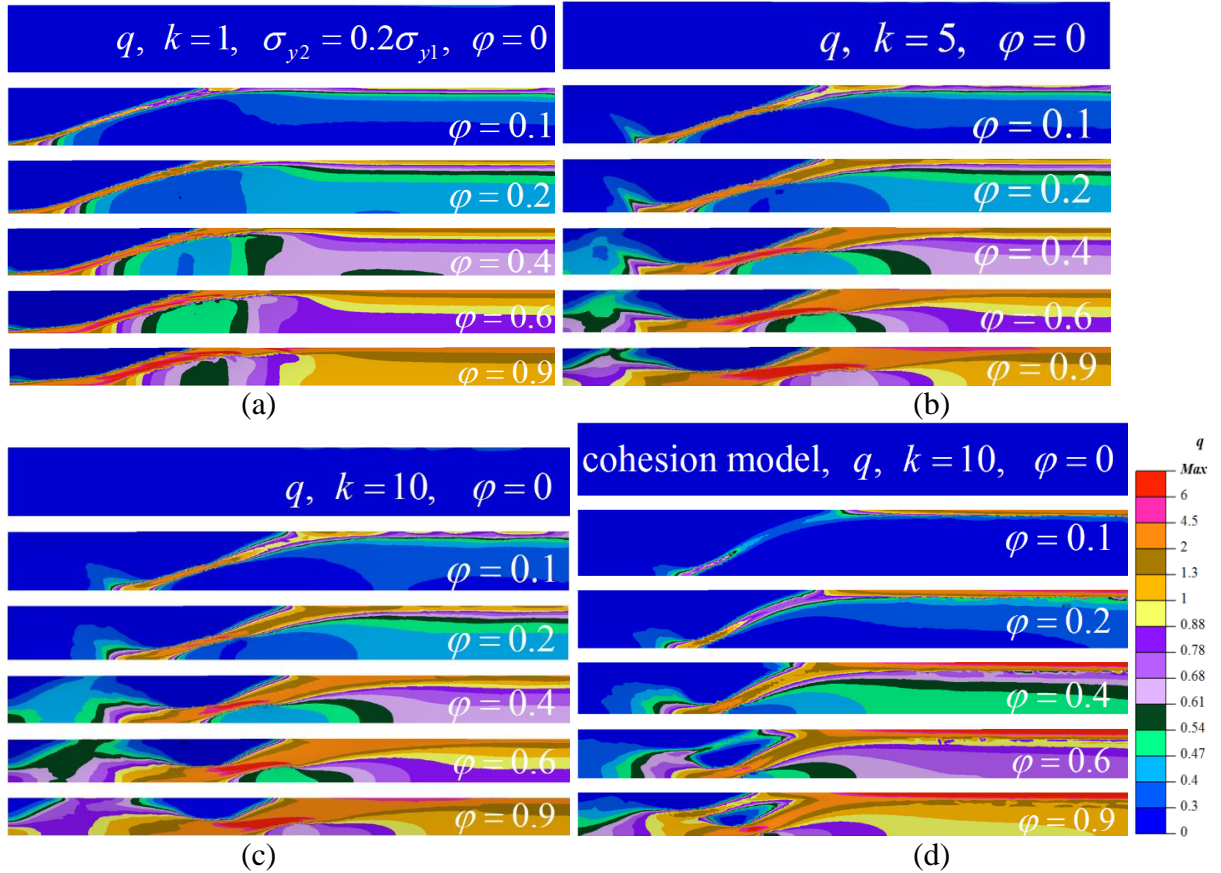 q, k = 1, σy2 = 0.2σy1, φ = 0
φ = 0.1
φ = 0.2
φ = 0.4
φ = 0.6
φ = 0.9
(a)
q, k = 5, φ = 0
φ = 0.1
φ = 0.2
φ = 0.4
φ = 0.6
φ = 0.9
(b)
q, k = 10, φ = 0
φ = 0.1
φ = 0.2
φ = 0.4
φ = 0.6
φ = 0.9
(c)
cohesion model, q, k = 10, φ = 0
φ = 0.1
φ = 0.2
φ = 0.4
φ = 0.6
φ = 0.9
(d)
q
Max
6
4.5
2
1.3
1
0.88
0.78
0.68
0.61
0.54
0.47
0.4
0.3
0